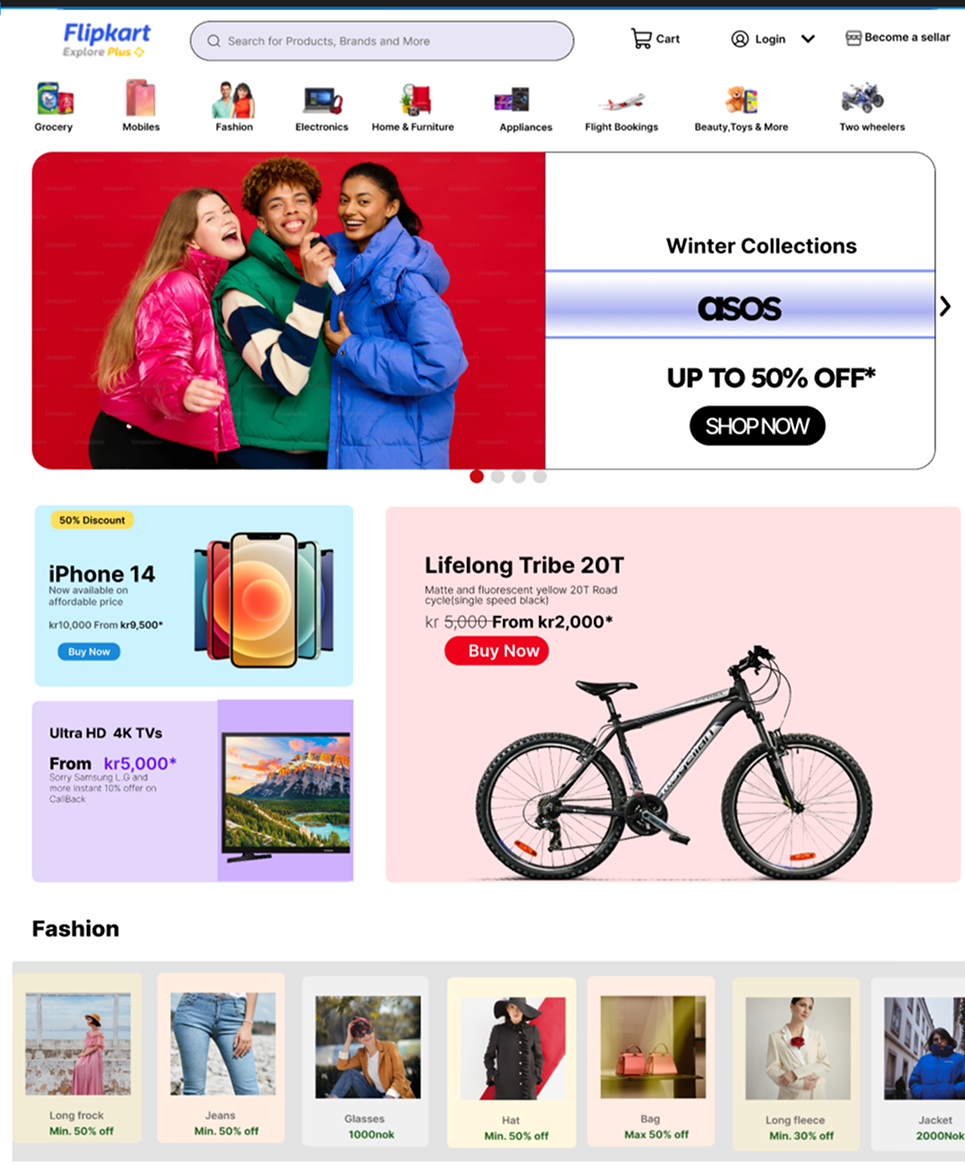 Flipkart
Explore Plus
Search for Products, Brands and More
Cart
Login
Become a sellar
Grocery
Mobiles
Fashion
Electronics
Home & Furniture
Appliances
Flight Bookings
Beauty,Toys & More
Two wheelers
Winter Collections
asos
UP TO 50% OFF*
SHOP NOW
50% Discount
iPhone 14
Now available on
affordable price
kr10,000 From kr9,500*
Buy Now
Lifelong Tribe 20T
Matte and fluorescent yellow 20T Road
cycle(single speed black)
kr 5,000 From kr2,000*
Buy Now
Ultra HD 4K TVs
From kr5,000*
Sorry Samsung L.G and
more instant 10% offer on
CallBack
Fashion
Long frock
Min. 50% off
Jeans
Min. 50% off
Glasses
1000nok
Hat
Min. 50% off
Bag
Max 50% off
Long fleece
Min. 30% off
Jacket
2000Nok